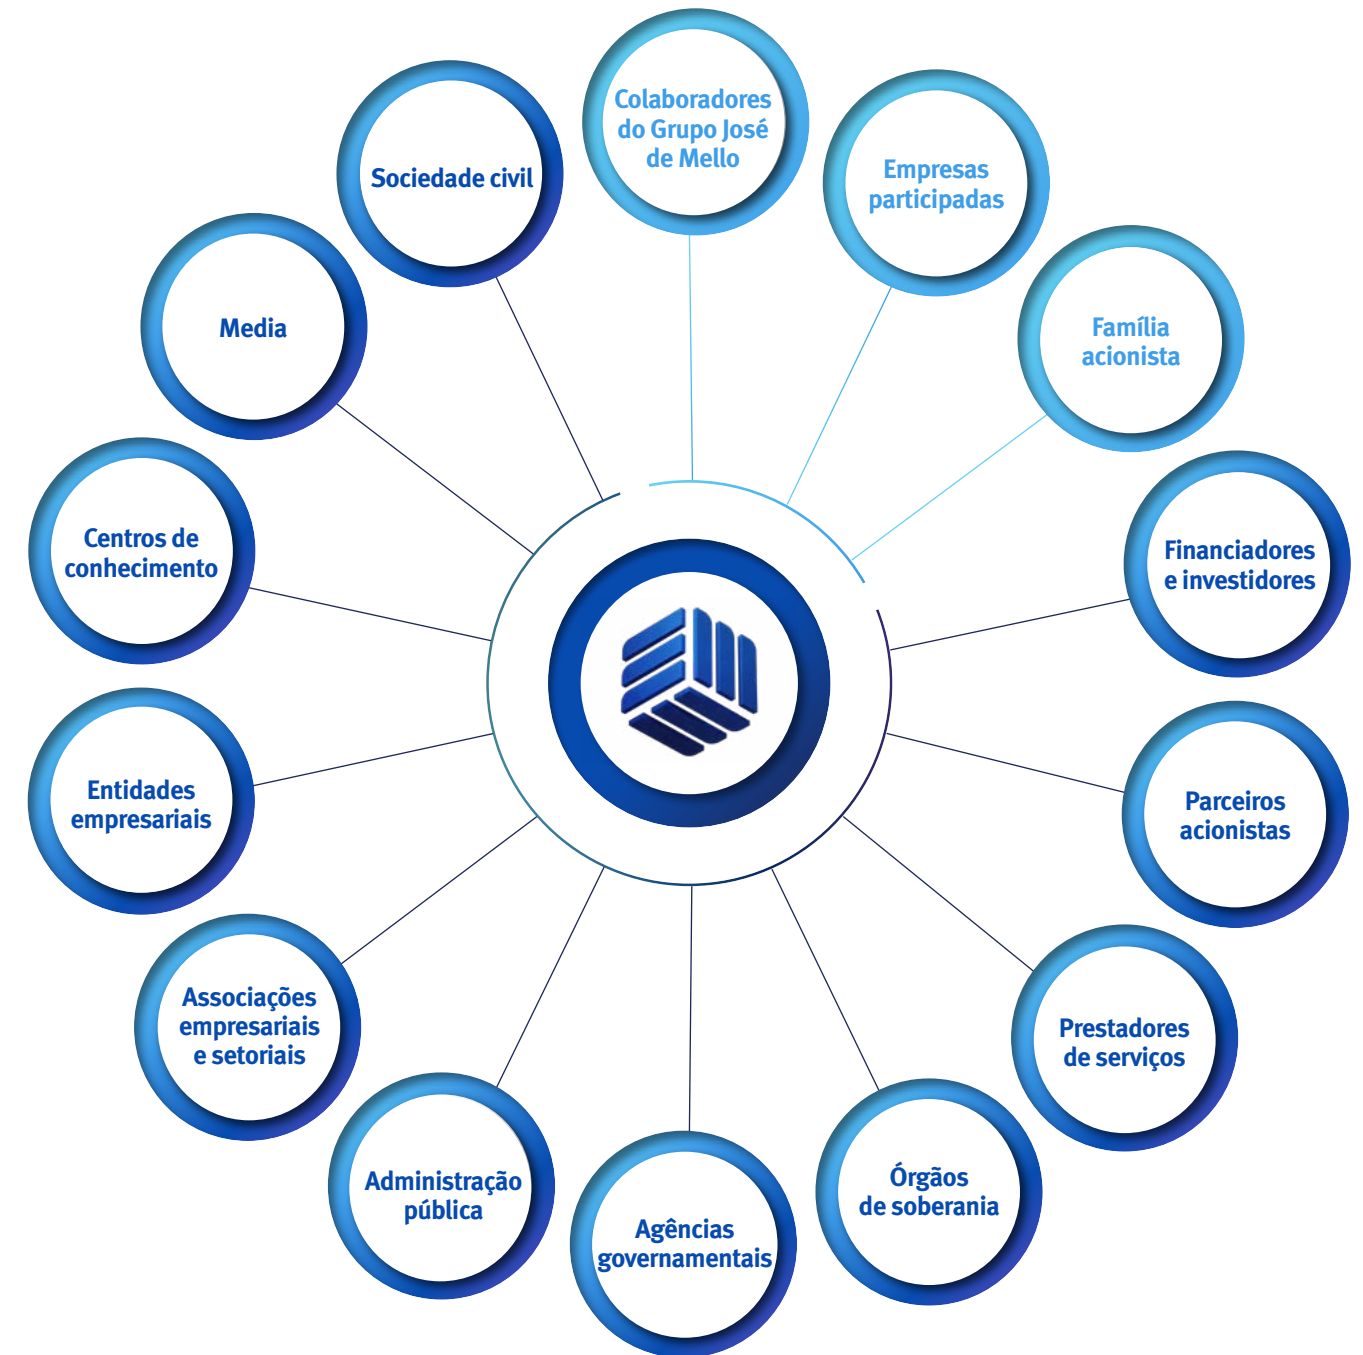 Colaboradores
do Grupo José
de Mello
Empresas
participadas
Família
acionista
Financiadores
e investidores
Parceiros
acionistas
Prestadores
de serviços
Órgãos
de soberania
Agências
governamentais
Administração
pública
Associações
empresariais
e setoriais
Entidades
empresariais
Centros de
conhecimento
Media
Sociedade civil